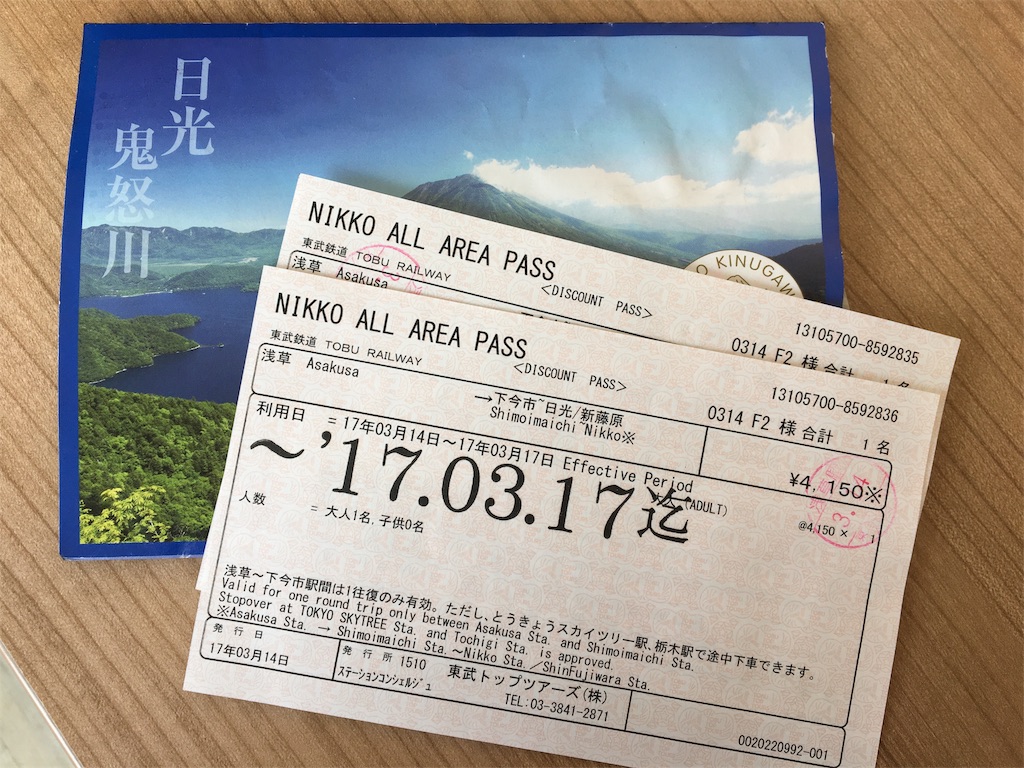 日光
鬼怒川
O KINUGAW
NIKKO ALL AREA PASS
東武鉄道 TOBU RAILWAY
<DISCOUNT PASS>
浅草 Asakusa
13105700-8592835
0314 F2 様 合計 1 名
NIKKO ALL AREA PASS
東武鉄道 TOBU RAILWAY
<DISCOUNT PASS>
13105700-8592836
浅草 Asakusa
0314 F2 様 合計 1 名
→下今市~日光/新藤原
Shimoimaichi~Nikko※
利用日 = 17年03月14日～17年03月17日 Effective Period
¥4,150※
～'17.03.17迄
(ADULT)
@4,150 × 1
人数 = 大人1名,子供0名
浅草～下今市駅間は1往復のみ有効。ただし、とうきょうスカイツリー駅、栃木駅で途中下車できます。
Valid for one round trip only between Asakusa Sta. and Shimoimaichi Sta.
Stopover at TOKYO SKYTREE Sta. and Tochigi Sta. is approved.
※Asakusa Sta. → Shimoimaichi Sta.～Nikko Sta./ShinFujiwara Sta.
発行日
17年03月14日
発行所 1510
ステーションコンシェルジュ
東武トップツアーズ(株)
TEL:03-3841-2871
0020220992-001